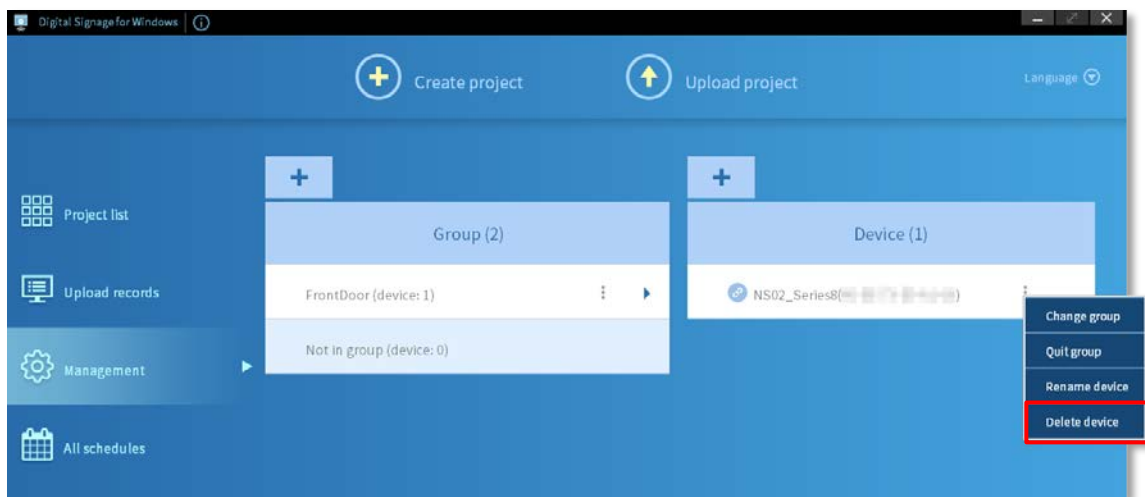 Digital Signage for Windows
Create project
Upload project
Language
Project list
Upload records
Management
All schedules
Group (2)
FrontDoor (device: 1)
Not in group (device: 0)
Device (1)
NS02_Series8( )
Change group
Quit group
Rename device
Delete device